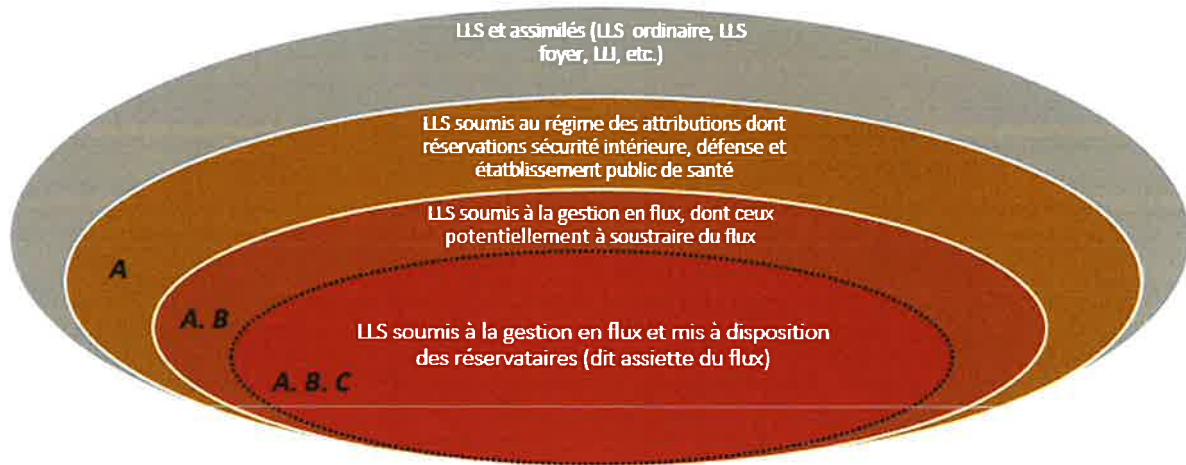 LLS et assimilés (LLS ordinaire, LLS
foyer, LLI, etc.)
LLS soumis au régime des attributions dont
réservations sécurité intérieure, défense et
étatblissement public de santé
LLS soumis à la gestion en flux, dont ceux
potentiellement à soustraire du flux
A
A. B
LLS soumis à la gestion en flux et mis à disposition
des réservataires (dit assiette du flux)
A. B. C